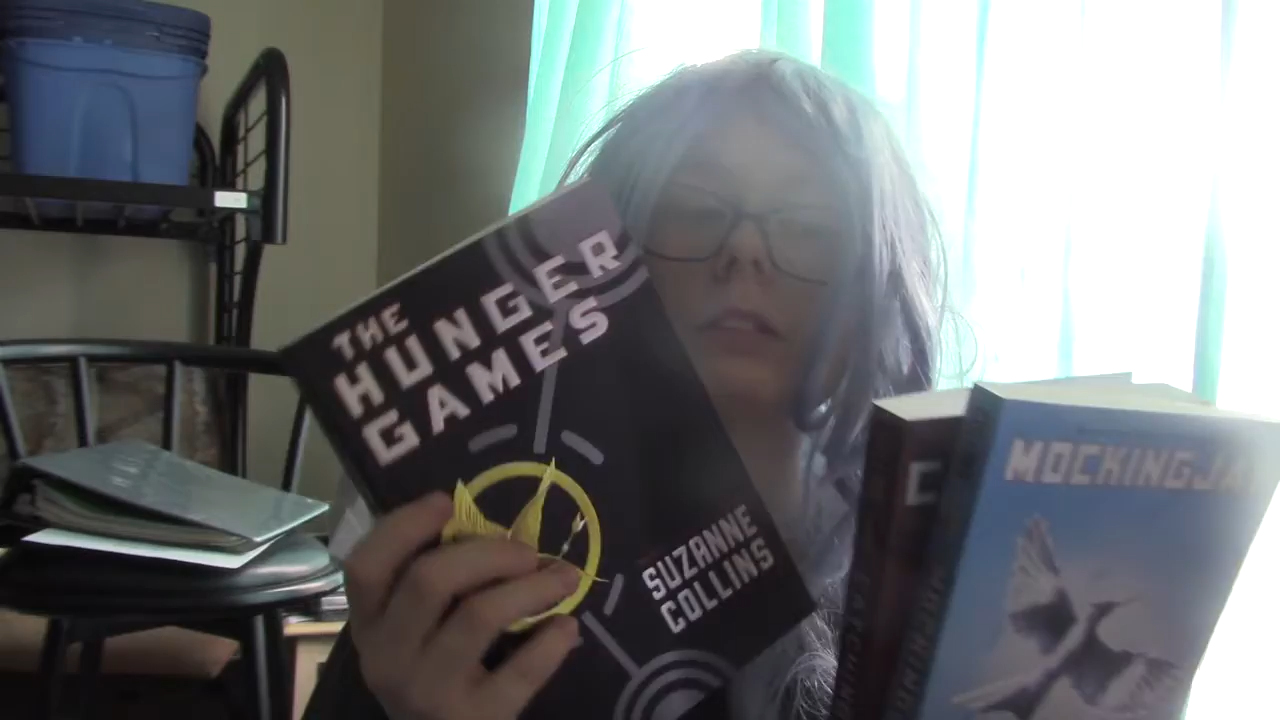 THE
HUNGER
GAMES
SUZANNE
COLLINS
MOCKINGJA
C